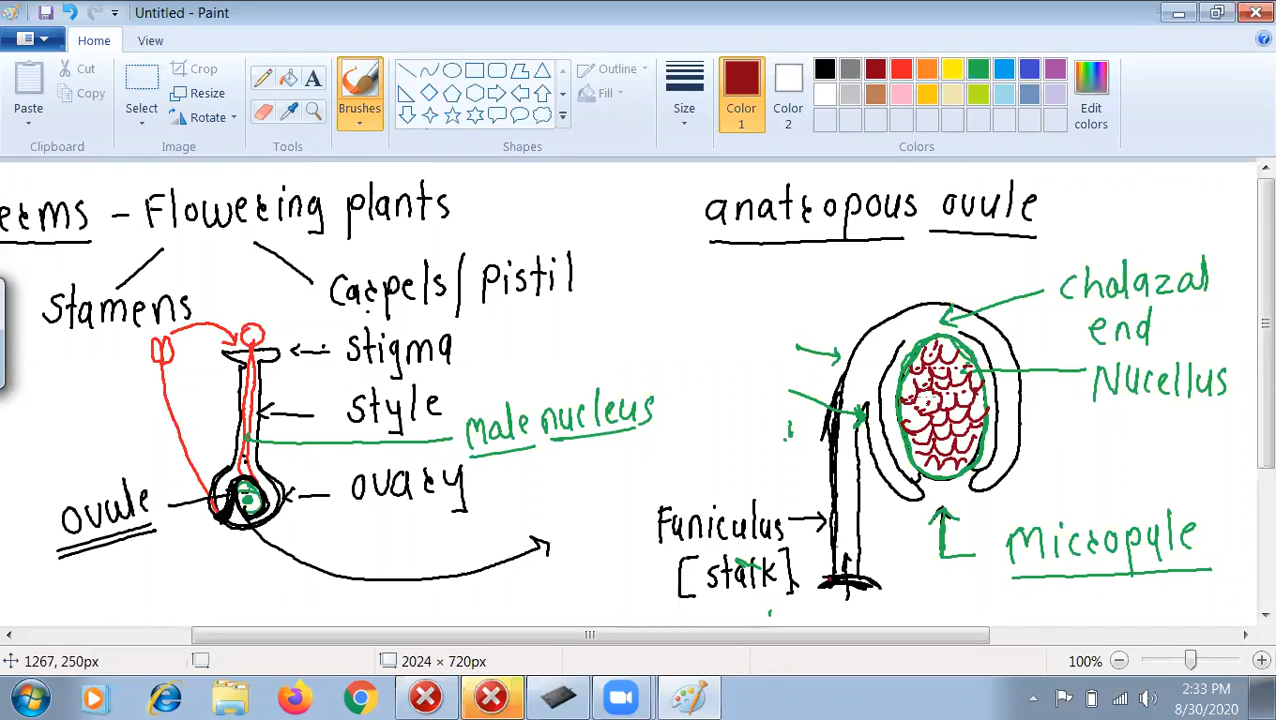 Untitled - Paint
Home
View
Paste
Cut
Copy
Clipboard
Select
Crop
Resize
Rotate
Image
A
Tools
Brushes
Outline
Fill
Shapes
Size
Color 1
Color 2
Edit colors
Colors
erms - Flowering plants
Stamens
carpels/ Pistil
stigma
style
male nucleus
ovary
ovule
anatropous ovule
chalazal
end
Nucellus
Funiculus
[stalk]
Micropyle
1267, 250px
2024 × 720px
100%
2:33 PM
8/30/2020